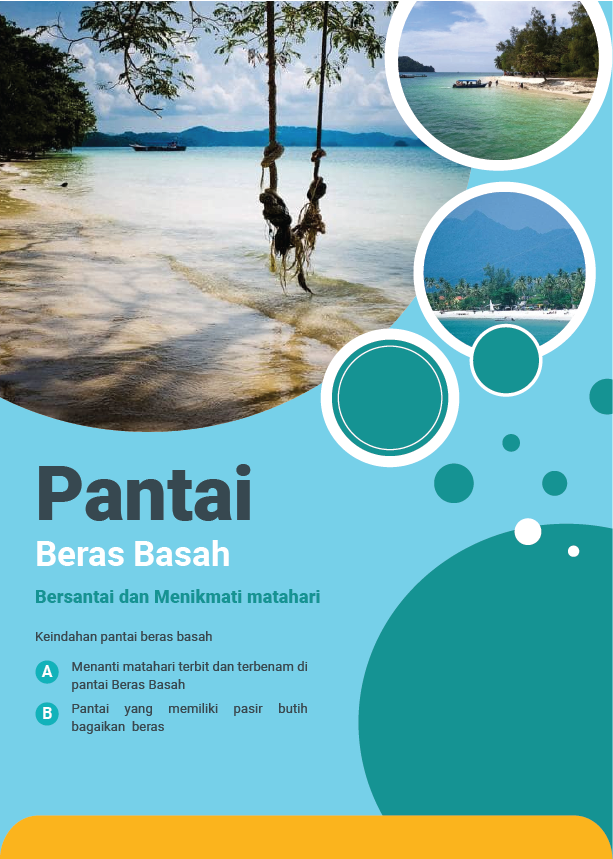 Pantai
Beras Basah
Bersantai dan Menikmati matahari
Keindahan pantai beras basah
A
Menanti matahari terbit dan terbenam di
pantai Beras Basah
B
Pantai yang memiliki pasir butih
bagaikan beras